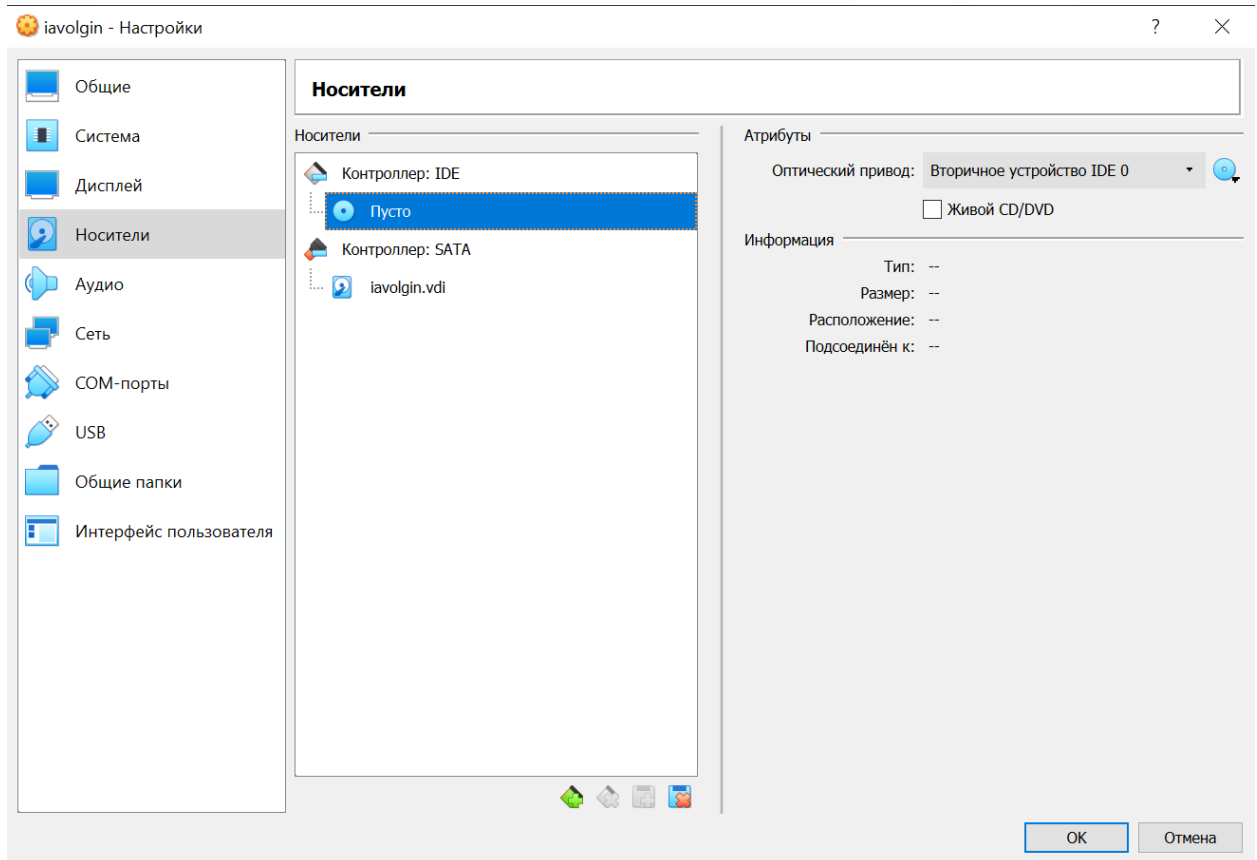 iavolgin - Настройки
?
Общие
Система
Дисплей
Носители
Аудио
Сеть
COM-порты
USB
Общие папки
Интерфейс пользователя
Носители
Носители
Контроллер: IDE
Пусто
Контроллер: SATA
iavolgin.vdi
Атрибуты
Оптический привод: Вторичное устройство IDE 0
Живой CD/DVD
Информация
Тип: --
Размер: --
Расположение: --
Подсоединён к: --
OK
Отмена